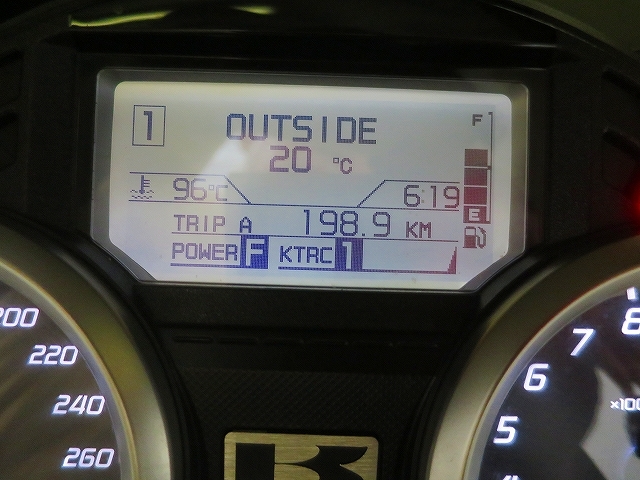 1
OUTSIDE
20 °C
F
96°C
6:19
E
TRIP A 198.9 KM
POWER F KTRC 1
200
220
240
260
8
7
6
5
×100
K